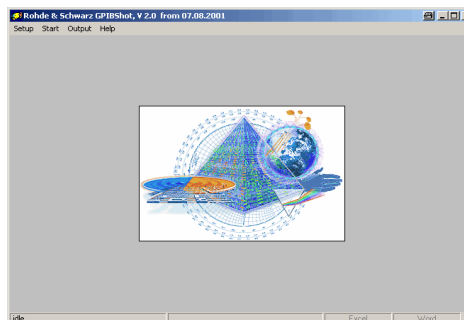 Rohde & Schwarz GPIBShot, V 2.0 from 07.08.2001
Setup Start Output Help
idle Excel Word